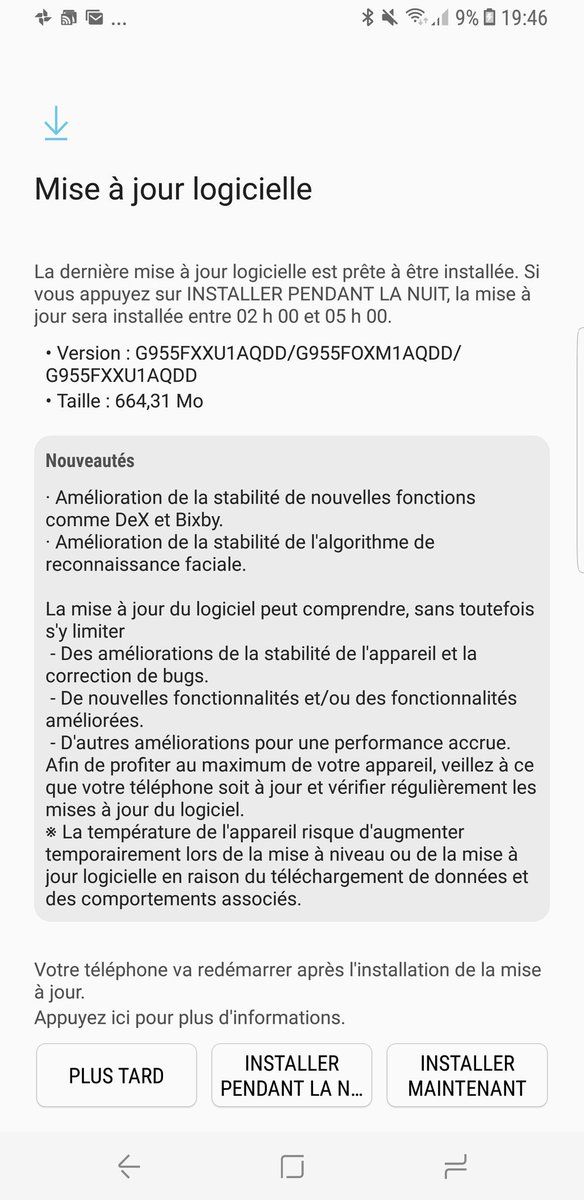 ... 9% 19:46
Mise à jour logicielle
La dernière mise à jour logicielle est prête à être installée. Si
vous appuyez sur INSTALLER PENDANT LA NUIT, la mise à
jour sera installée entre 02 h 00 et 05 h 00.
• Version : G955FXXU1AQDD/G955FOXM1AQDD/
G955FXXU1AQDD
• Taille : 664,31 Mo
Nouveautés
· Amélioration de la stabilité de nouvelles fonctions
comme DeX et Bixby.
· Amélioration de la stabilité de l'algorithme de
reconnaissance faciale.
La mise à jour du logiciel peut comprendre, sans toutefois
s'y limiter
- Des améliorations de la stabilité de l'appareil et la
correction de bugs.
- De nouvelles fonctionnalités et/ou des fonctionnalités
améliorées.
- D'autres améliorations pour une performance accrue.
Afin de profiter au maximum de votre appareil, veillez à ce
que votre téléphone soit à jour et vérifier régulièrement les
mises à jour du logiciel.
※ La température de l'appareil risque d'augmenter
temporairement lors de la mise à niveau ou de la mise à
jour logicielle en raison du téléchargement de données et
des comportements associés.
Votre téléphone va redémarrer après l'installation de la mise
à jour.
Appuyez ici pour plus d'informations.
PLUS TARD
INSTALLER
PENDANT LA N...
INSTALLER
MAINTENANT